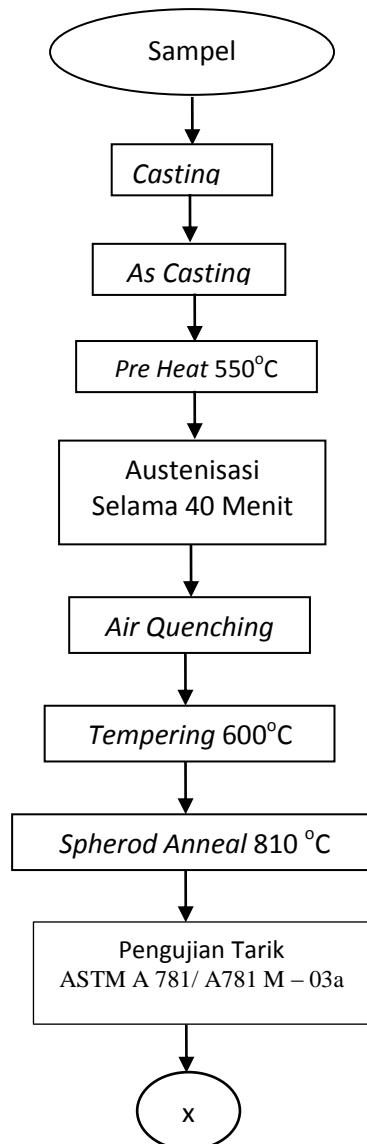 Sampel
Casting
As Casting
Pre Heat 550°C
Austenisasi
Selama 40 Menit
Air Quenching
Tempering 600°C
Spherod Anneal 810 °C
Pengujian Tarik
ASTM A 781/ A781 M – 03a
x